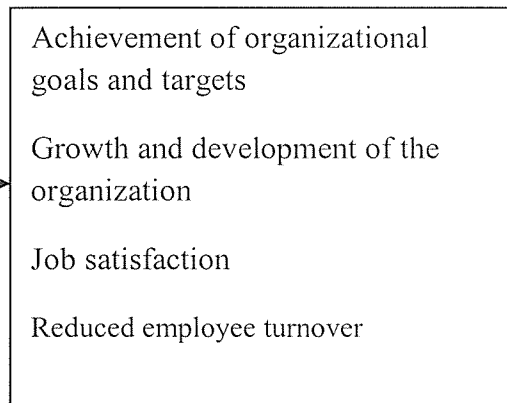 Achievement of organizational
goals and targets
Growth and development of the
organization
Job satisfaction
Reduced employee turnover